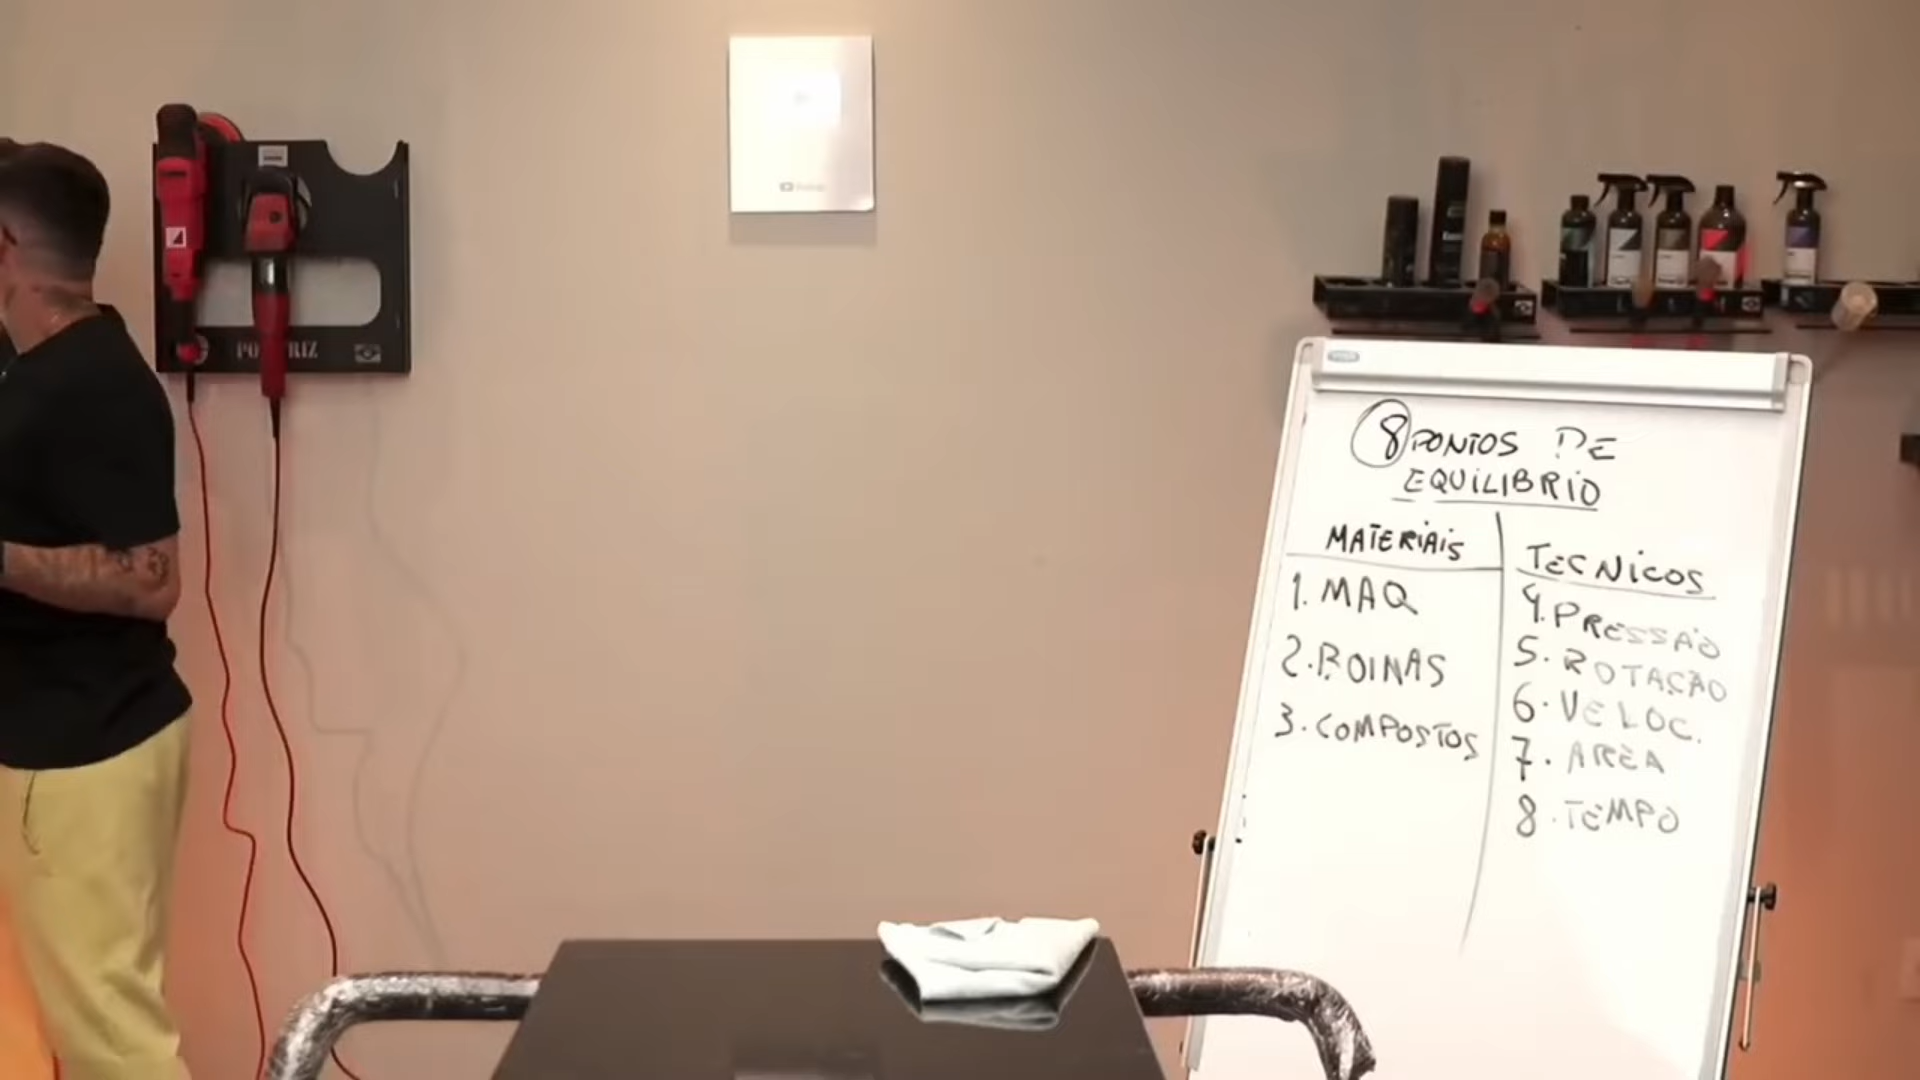 8 PONTOS DE
EQUILIBRIO
MATERIAIS
1. MAQ
2. BOINAS
3. COMPOSTOS
TECNICOS
4. PRESSÃO
5. ROTAÇÃO
6. VELOC.
7. AREA
8. TEMPO